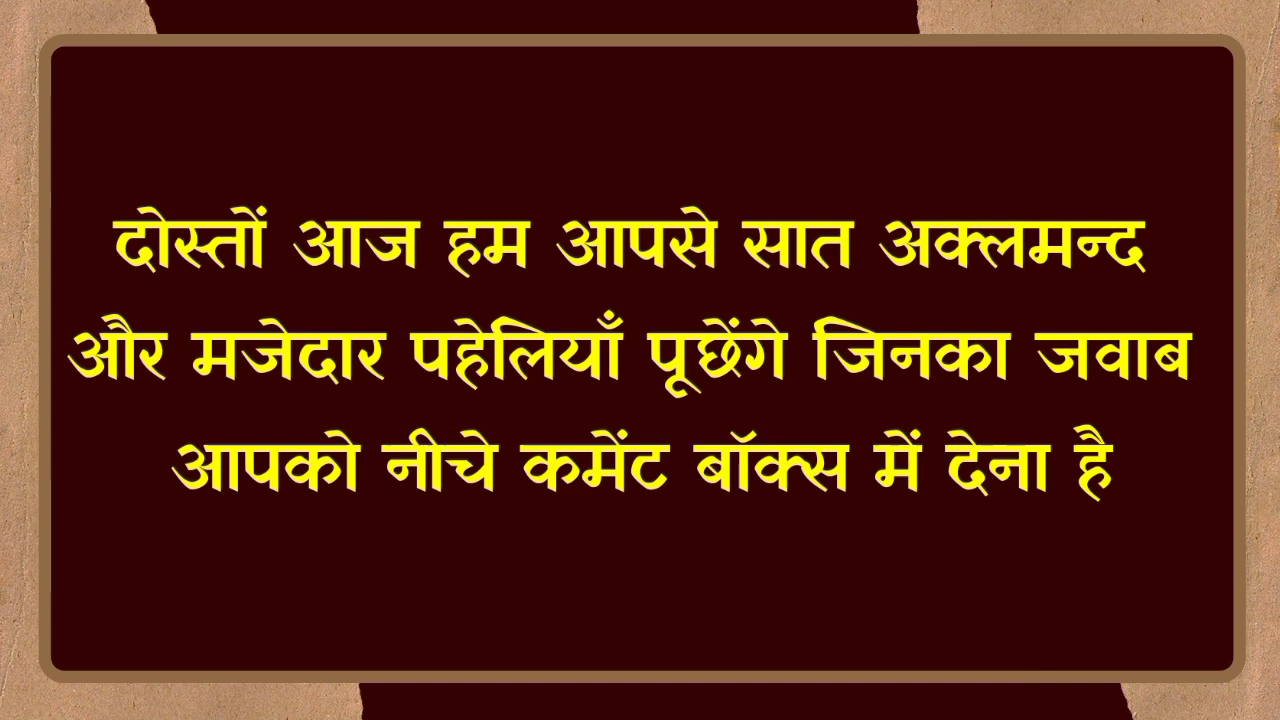 दोस्तों आज हम आपसे सात अक्लमन्द
और मजेदार पहेलियाँ पूछेंगे जिनका जवाब
आपको नीचे कमेंट बॉक्स में देना है